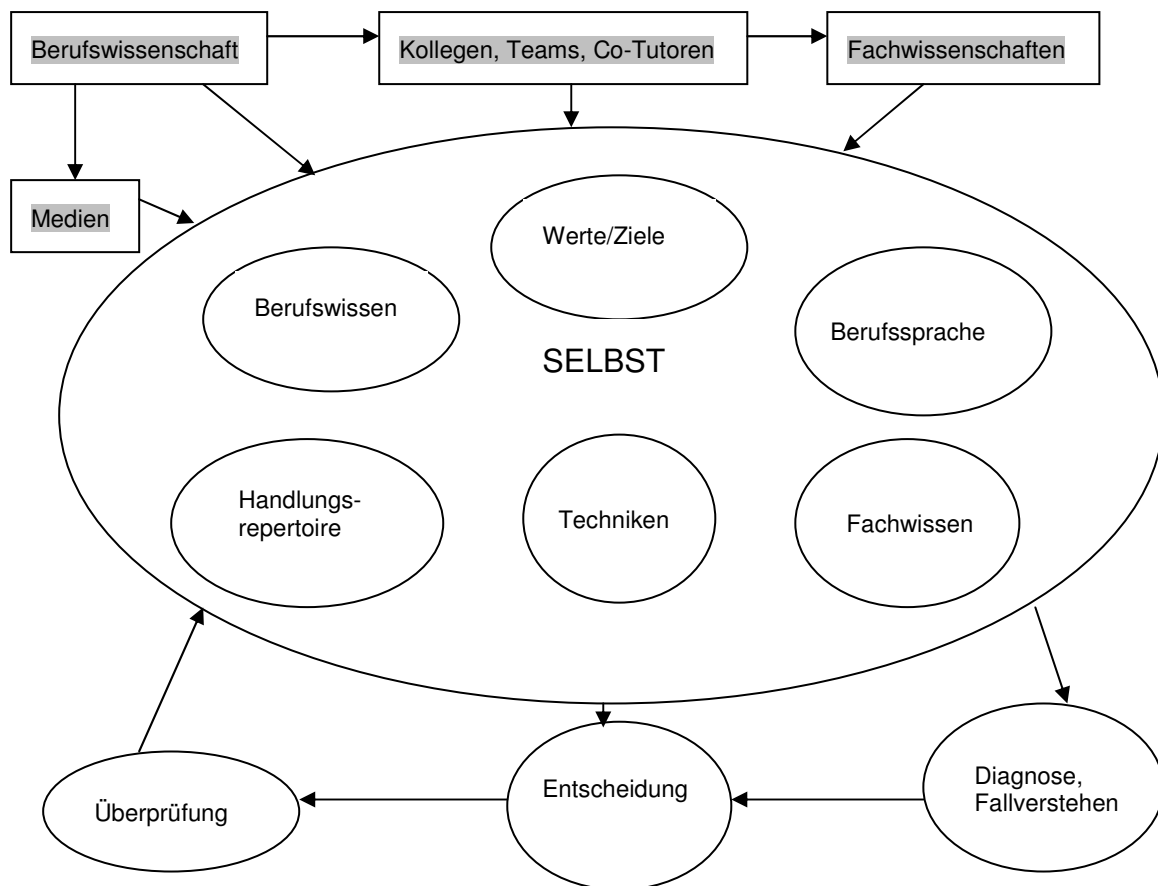 Berufswissenschaft
Kollegen, Teams, Co-Tutoren
Fachwissenschaften
Medien
Werte/Ziele
Berufswissen
Berufssprache
SELBST
Handlungs-
repertoire
Techniken
Fachwissen
Überprüfung
Entscheidung
Diagnose,
Fallverstehen